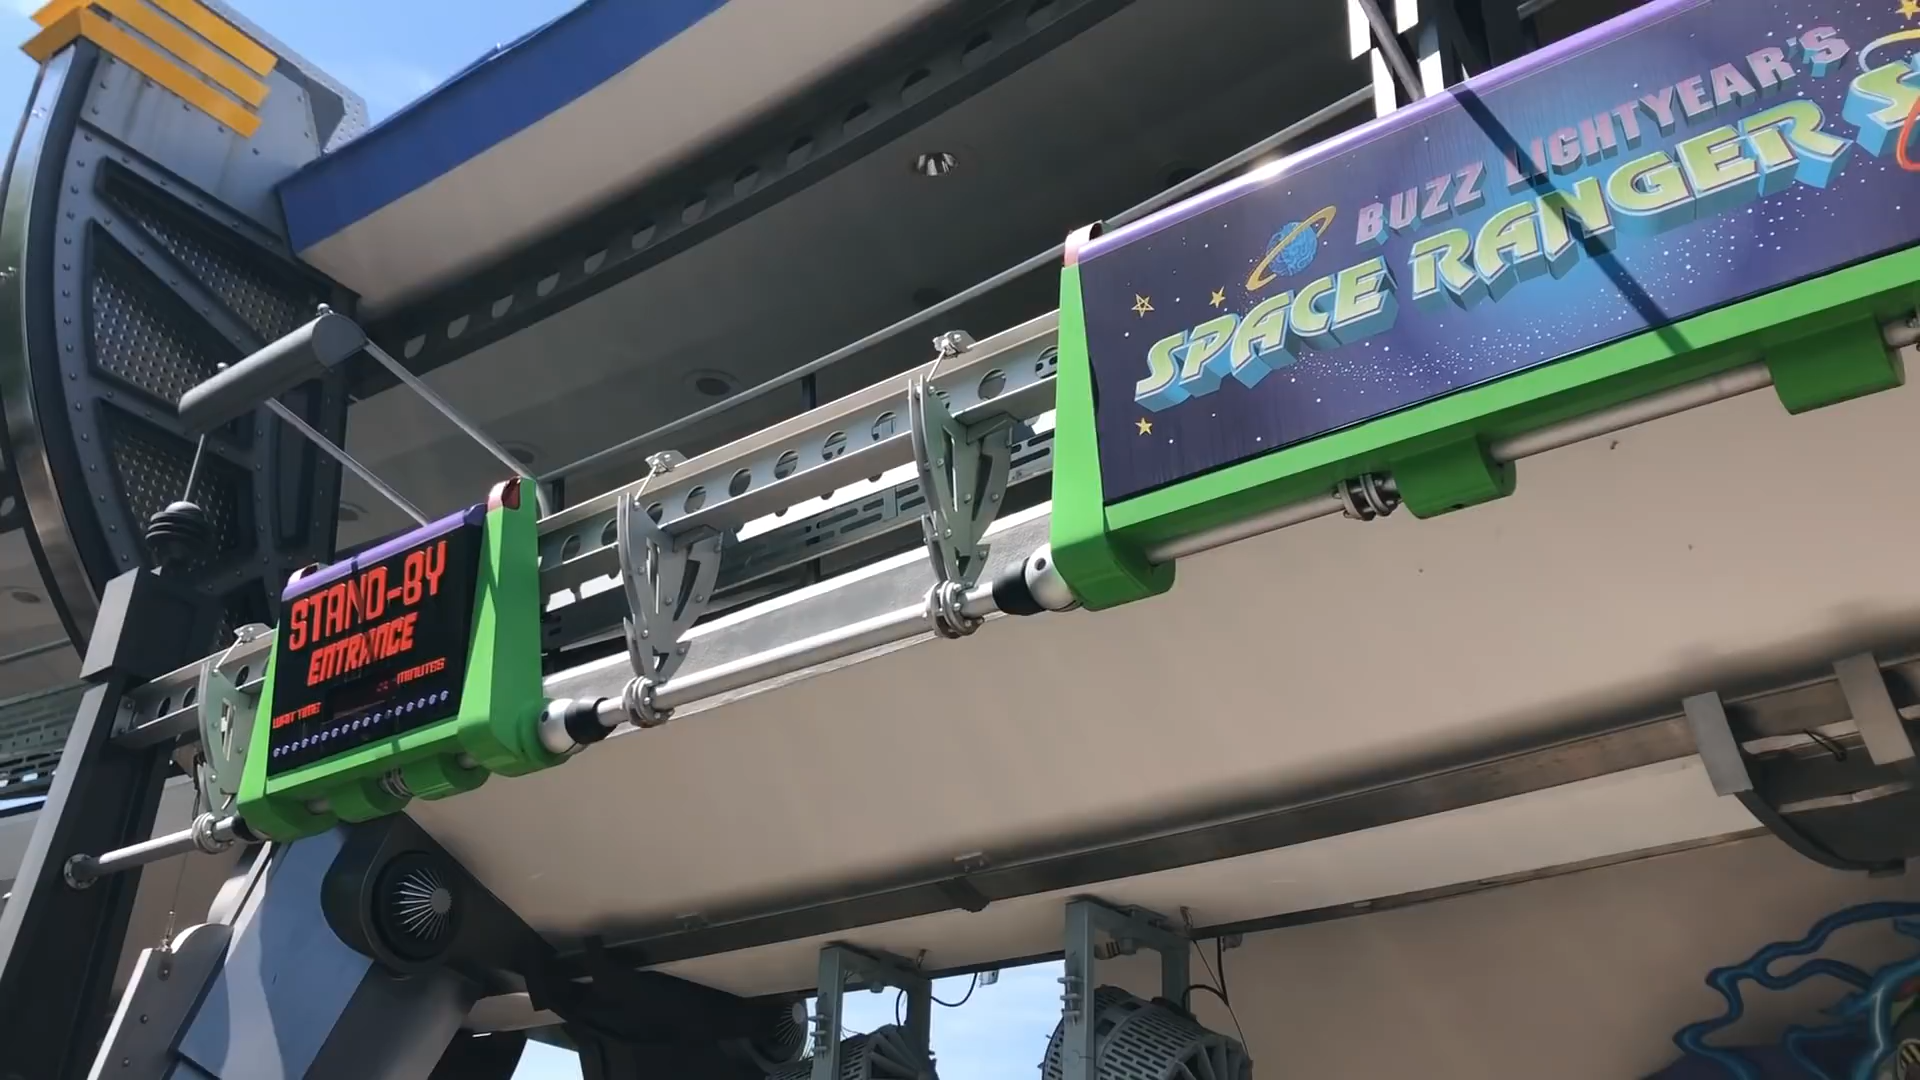 BUZZ LIGHTYEAR'S
SPACE RANGER S
STAND-BY
ENTRANCE
MINUTES
WAIT TIME